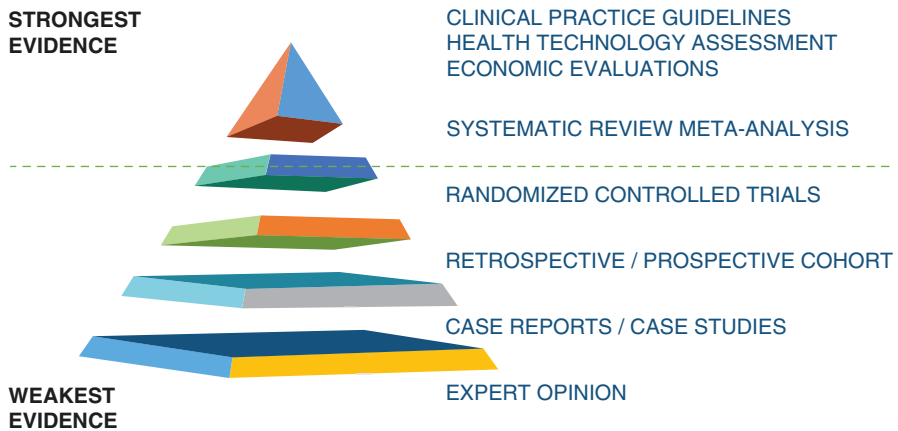 STRONGEST
EVIDENCE
CLINICAL PRACTICE GUIDELINES
HEALTH TECHNOLOGY ASSESSMENT
ECONOMIC EVALUATIONS
SYSTEMATIC REVIEW META-ANALYSIS
RANDOMIZED CONTROLLED TRIALS
RETROSPECTIVE / PROSPECTIVE COHORT
CASE REPORTS / CASE STUDIES
EXPERT OPINION
WEAKEST
EVIDENCE